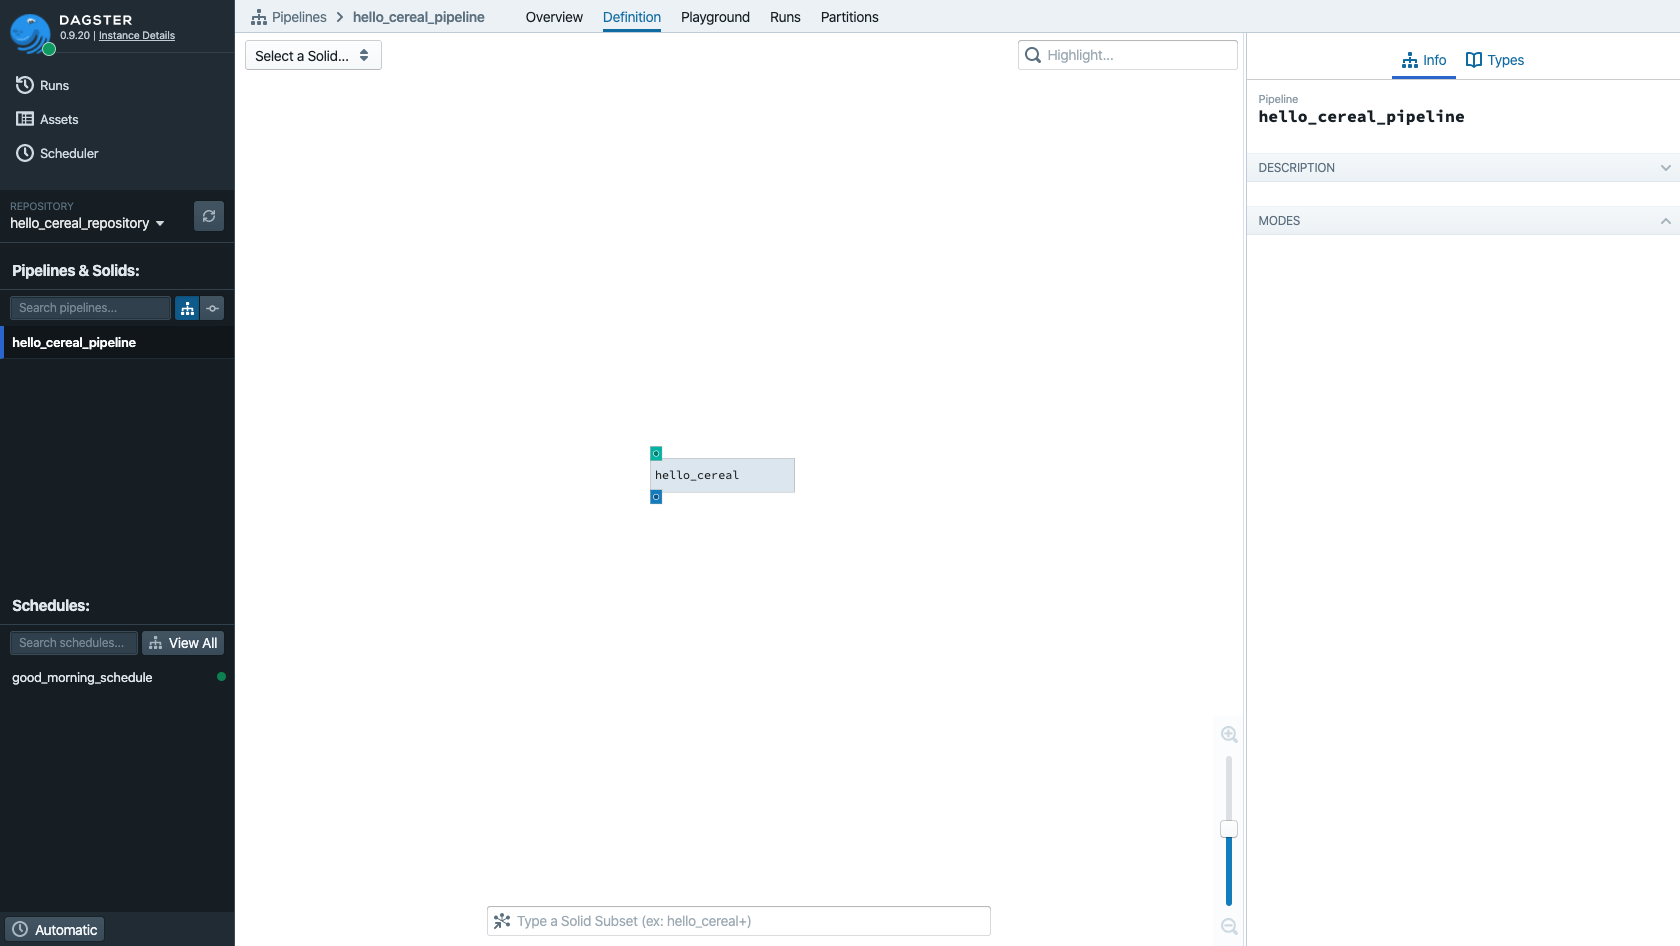 DAGSTER
0.9.20 | Instance Details
Runs
Assets
Scheduler
REPOSITORY
hello_cereal_repository
Pipelines & Solids:
Search pipelines...
hello_cereal_pipeline
Schedules:
Search schedules...
View All
good_morning_schedule
Automatic
Pipelines
hello_cereal_pipeline
Overview
Definition
Playground
Runs
Partitions
Select a Solid...
Highlight...
hello_cereal
Type a Solid Subset (ex: hello_cereal+)
Info
Types
Pipeline
hello_cereal_pipeline
DESCRIPTION
MODES